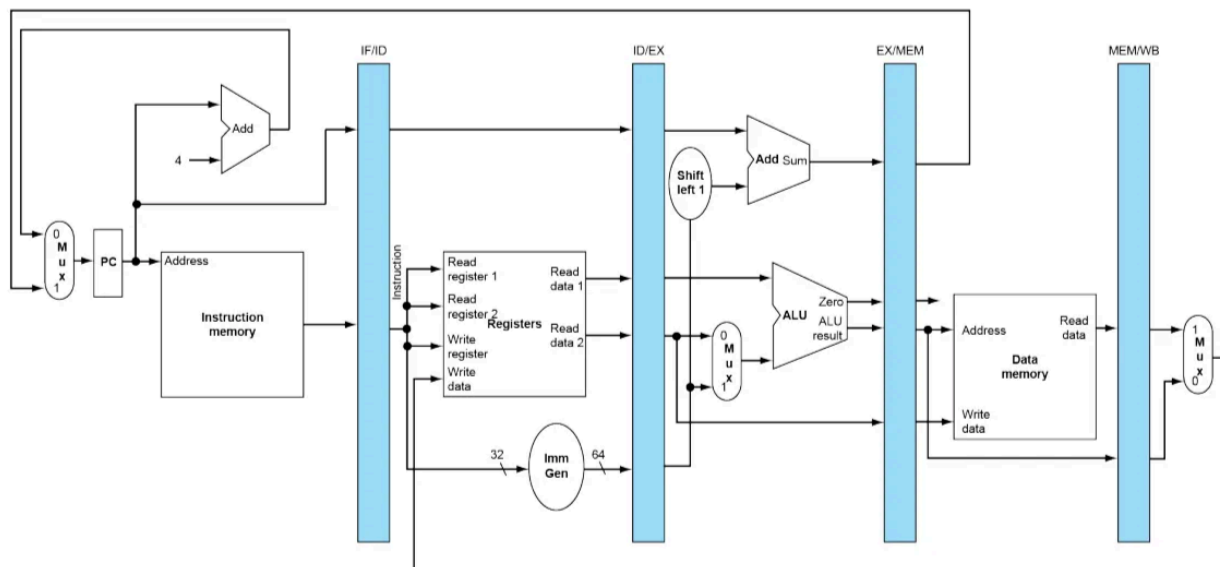 IF/ID
ID/EX
EX/MEM
MEM/WB
Add
4
Add Sum
Shift
left 1
0
M
u
x
1
PC
Address
Instruction
memory
Instruction
Read
register 1
Read
register 2
Write
register
Write
data
Registers
Read
data 1
Read
data 2
32
Imm
Gen
64
0
M
u
x
1
ALU
Zero
ALU
result
Address
Read
data
Data
memory
Write
data
1
M
u
x
0